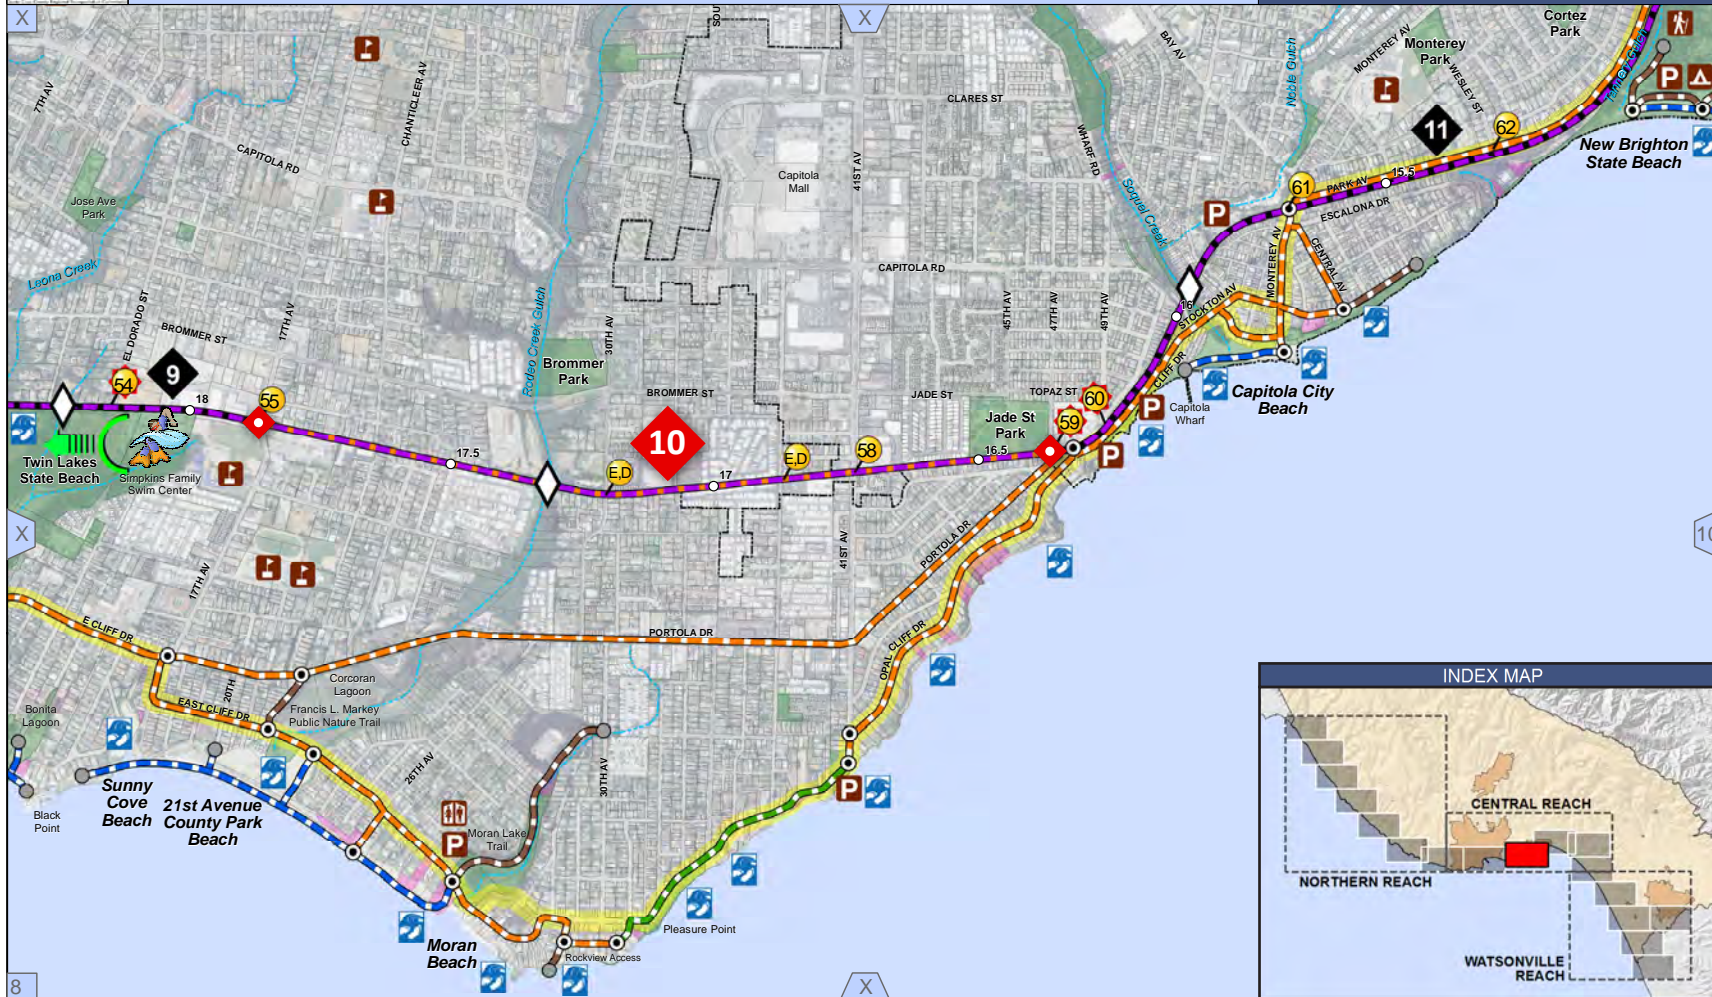 X
X
SOU
7TH AV
CHANTICLEER AV
CAPITOLA RD
Jose Ave
Park
Leona Creek
EL DORADO ST
BROMMER ST
17TH AV
Rodeo Creek Gulch
30TH AV
Brommer
Park
BROMMER ST
Capitola
Mall
41ST AV
CLARES ST
BAY AV
WHARF RD
Soquel Creek
Noble Gulch
MONTEREY AV
Monterey
Park
WESLEY ST
Cortez
Park
Tannery Gulch
P
New Brighton
State Beach
11
62
61
PARK AV
15.5
ESCALONA DR
P
MONTEREY AV
CENTRAL AV
CAPITOLA RD
45TH AV
47TH AV
49TH AV
16
STOCKTON AV
CLIFF DR
JADE ST
TOPAZ ST
Capitola City
Beach
Capitola
Wharf
P
P
Jade St
Park
60
59
16.5
58
E,D
17
10
E,D
17.5
55
18
9
54
Twin Lakes
State Beach
Simpkins Family
Swim Center
X
10
17TH AV
41ST AV
PORTOLA DR
PORTOLA DR
OPAL CLIFF DR
E CLIFF DR
20TH
EAST CLIFF DR
Corcoran
Lagoon
Francis L. Markey
Public Nature Trail
Bonita
Lagoon
26TH AV
30TH AV
Sunny
Cove
Beach
21st Avenue
County Park
Beach
Black
Point
P
Moran Lake
Trail
P
Pleasure Point
Moran
Beach
Rockview Access
8
X
INDEX MAP
CENTRAL REACH
NORTHERN REACH
WATSONVILLE
REACH